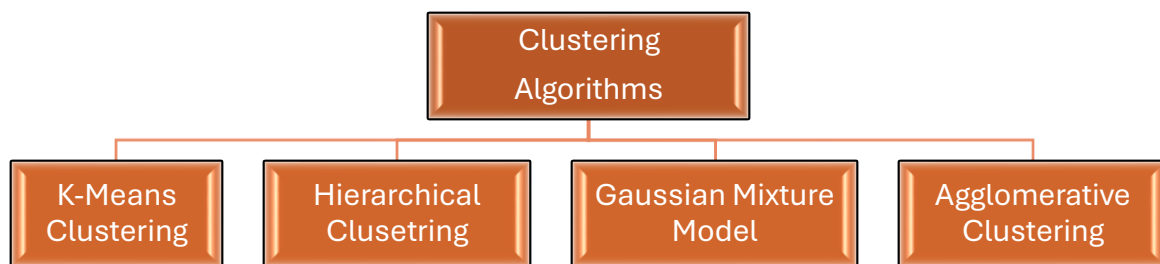 Clustering
Algorithms
K-Means
Clustering
Hierarchical
Clusetring
Gaussian Mixture
Model
Agglomerative
Clustering